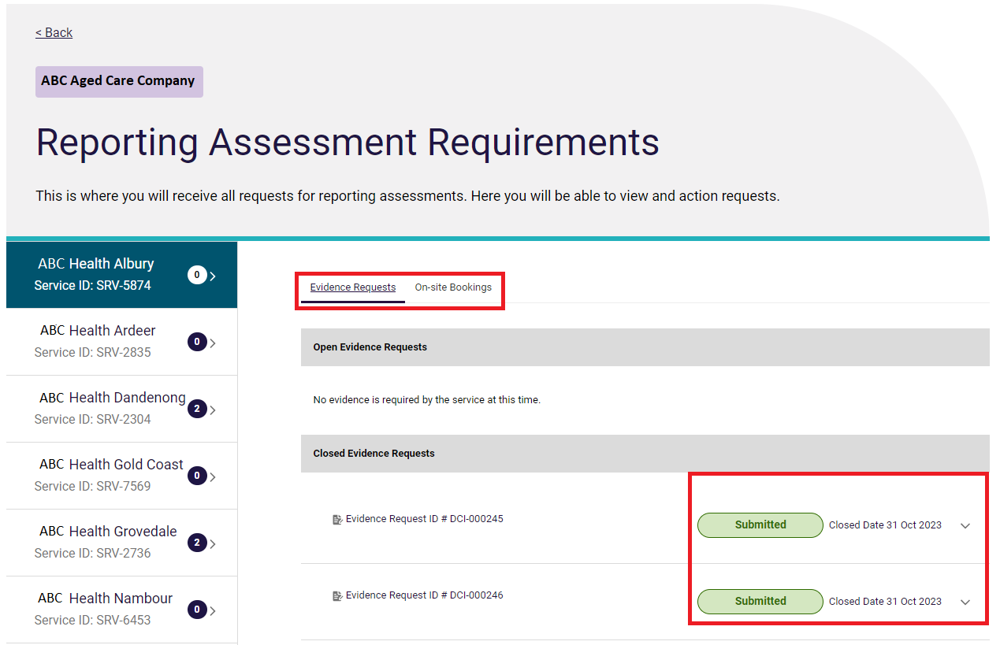 < Back
ABC Aged Care Company
Reporting Assessment Requirements
This is where you will receive all requests for reporting assessments. Here you will be able to view and action requests.
ABC Health Albury
Service ID: SRV-5874
0
ABC Health Ardeer
Service ID: SRV-2835
0
ABC Health Dandenong
Service ID: SRV-2304
2
ABC Health Gold Coast
Service ID: SRV-7569
0
ABC Health Grovedale
Service ID: SRV-2736
2
ABC Health Nambour
Service ID: SRV-6453
0
Evidence Requests On-site Bookings
Open Evidence Requests
No evidence is required by the service at this time.
Closed Evidence Requests
Evidence Request ID # DCI-000245 Submitted Closed Date 31 Oct 2023
Evidence Request ID # DCI-000246 Submitted Closed Date 31 Oct 2023